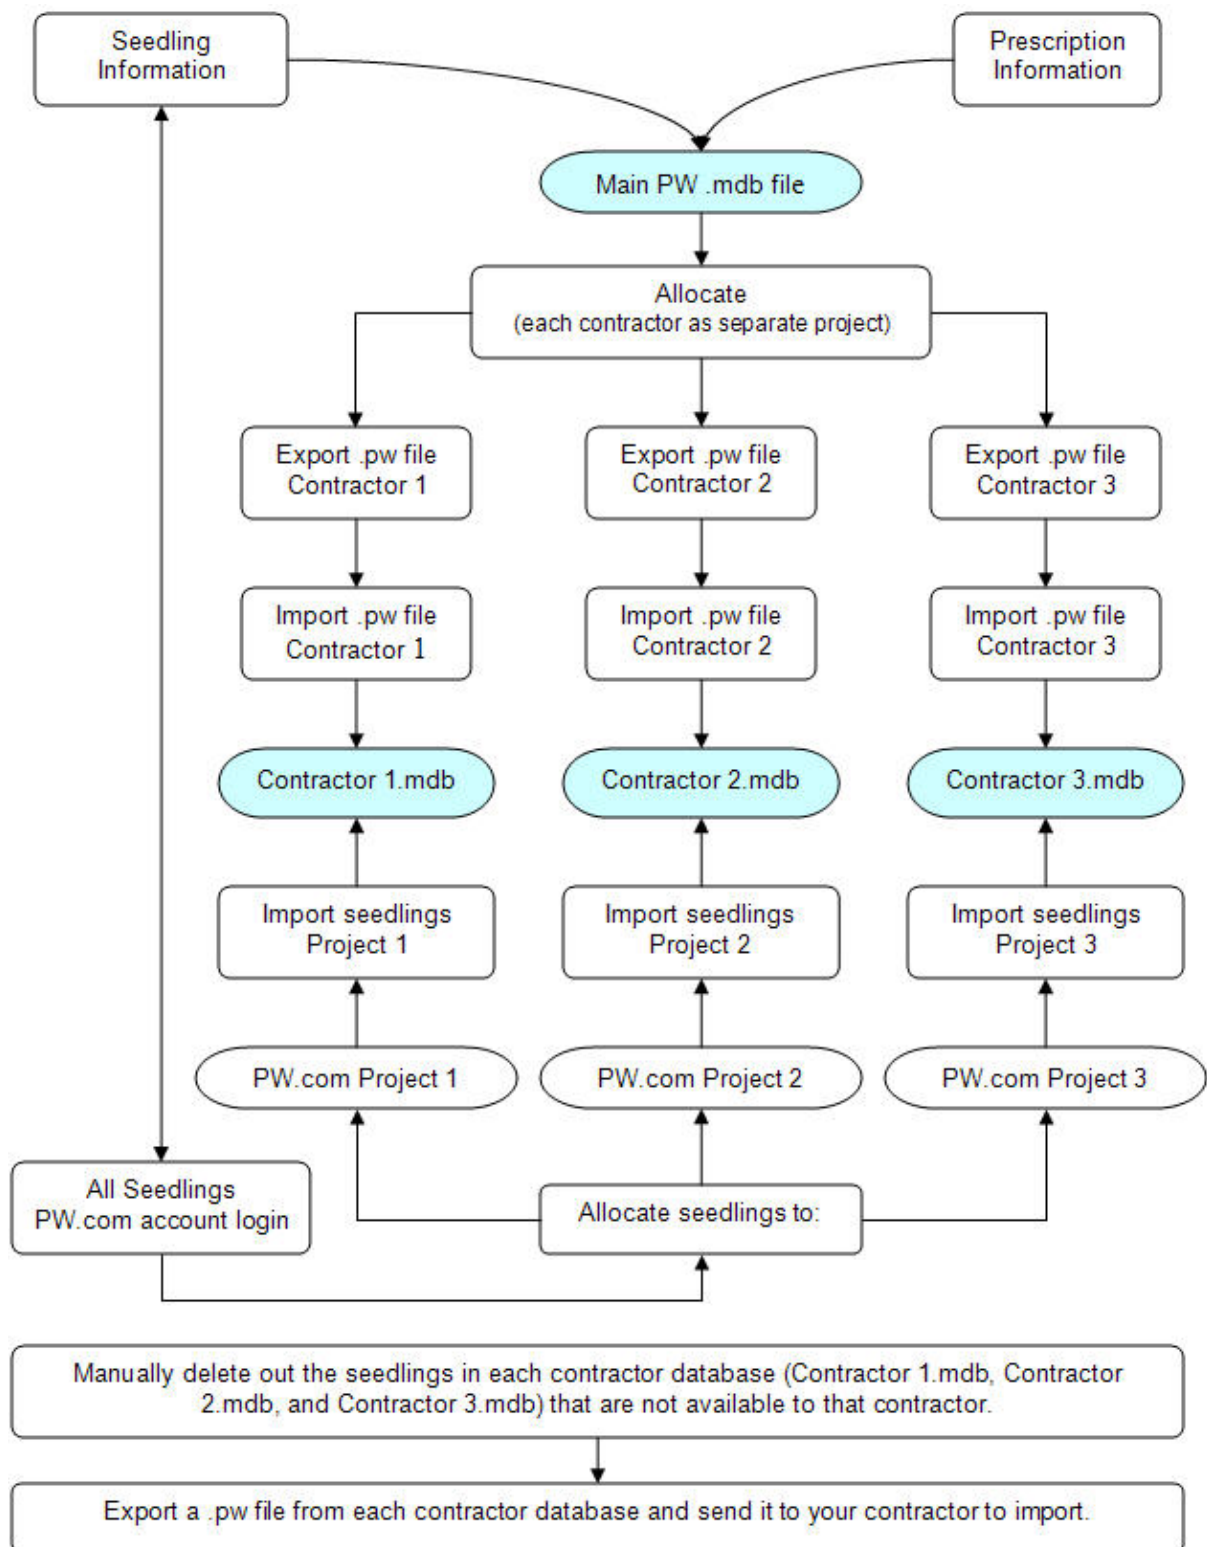 Seedling
Information
Prescription
Information
Main PW .mdb file
Allocate
(each contractor as separate project)
Export .pw file
Contractor 1
Export .pw file
Contractor 2
Export .pw file
Contractor 3
Import .pw file
Contractor 1
Import .pw file
Contractor 2
Import .pw file
Contractor 3
Contractor 1.mdb
Contractor 2.mdb
Contractor 3.mdb
Import seedlings
Project 1
Import seedlings
Project 2
Import seedlings
Project 3
PW.com Project 1
PW.com Project 2
PW.com Project 3
All Seedlings
PW.com account login
Allocate seedlings to:
Manually delete out the seedlings in each contractor database (Contractor 1.mdb, Contractor
2.mdb, and Contractor 3.mdb) that are not available to that contractor.
Export a .pw file from each contractor database and send it to your contractor to import.